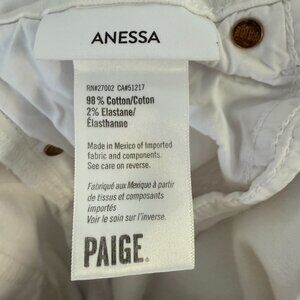 ANESSA
RN#27002 CA#51217
98% Cotton/Coton
2% Elastane/
Élasthanne
Made in Mexico of Imported
fabric and components.
See care on reverse.
Fabriqué aux Mexique à partir
de tissus et composants
importés
Voir le soin sur l'inverse.
PAIGE.